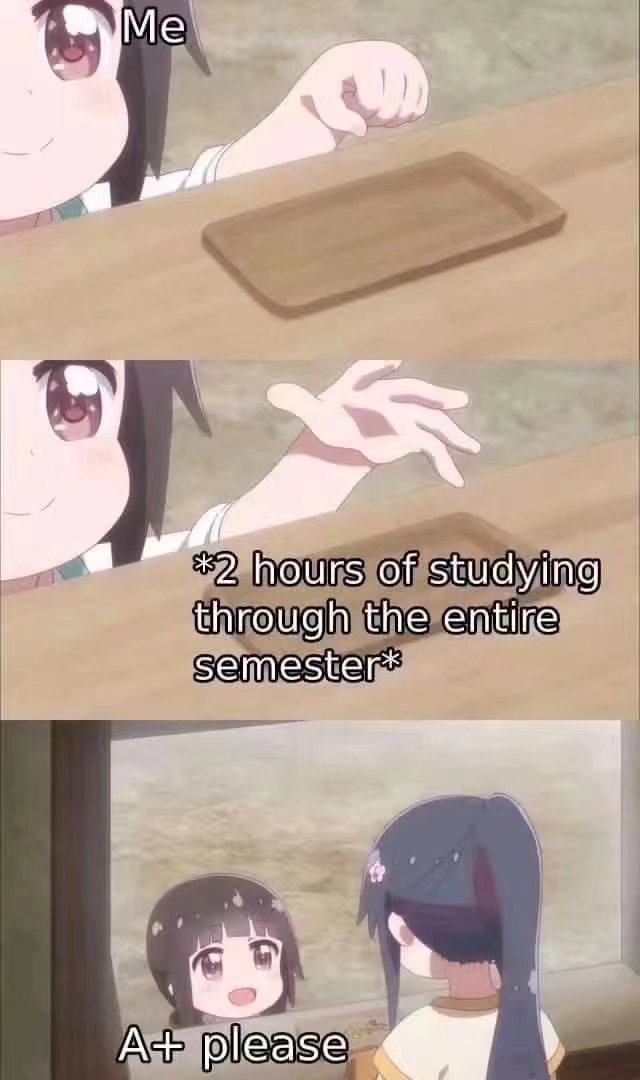 Me
*2 hours of studying
through the entire
semester*
A+ please